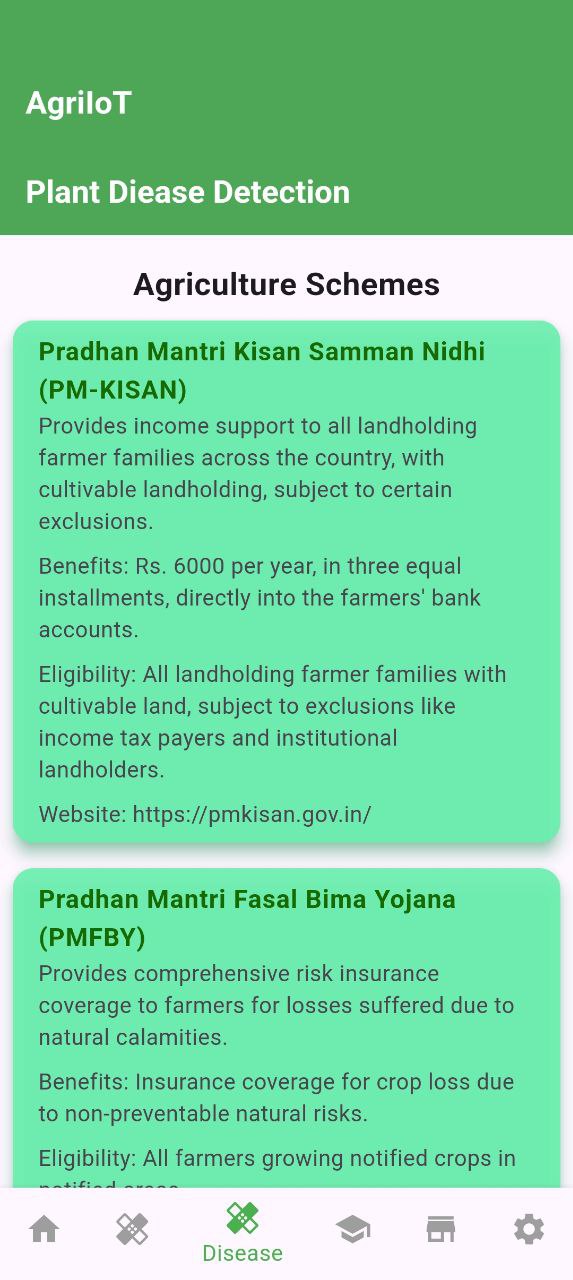 AgriIoT
Plant Diease Detection
Agriculture Schemes
Pradhan Mantri Kisan Samman Nidhi
(PM-KISAN)
Provides income support to all landholding
farmer families across the country, with
cultivable landholding, subject to certain
exclusions.
Benefits: Rs. 6000 per year, in three equal
installments, directly into the farmers' bank
accounts.
Eligibility: All landholding farmer families with
cultivable land, subject to exclusions like
income tax payers and institutional
landholders.
Website: https://pmkisan.gov.in/
Pradhan Mantri Fasal Bima Yojana
(PMFBY)
Provides comprehensive risk insurance
coverage to farmers for losses suffered due to
natural calamities.
Benefits: Insurance coverage for crop loss due
to non-preventable natural risks.
Eligibility: All farmers growing notified crops in
Disease